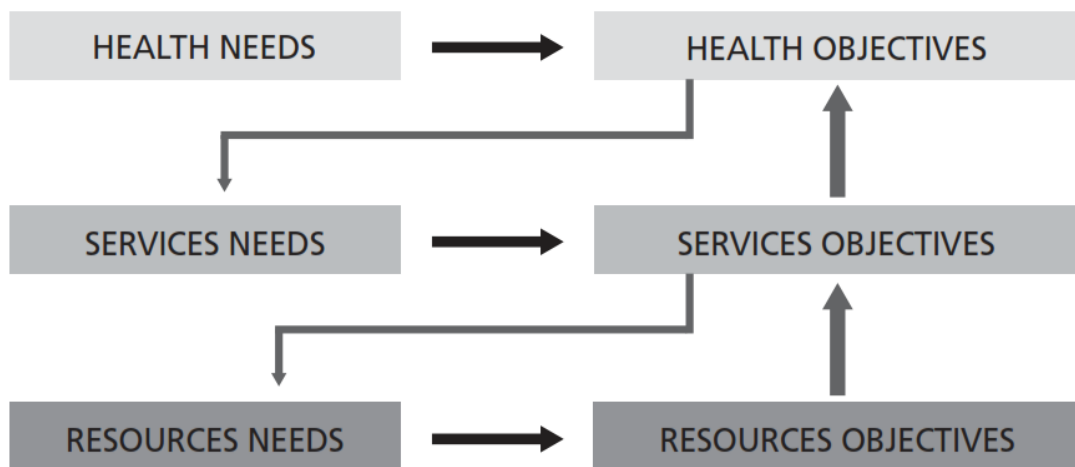 HEALTH NEEDS
HEALTH OBJECTIVES
SERVICES NEEDS
SERVICES OBJECTIVES
RESOURCES NEEDS
RESOURCES OBJECTIVES